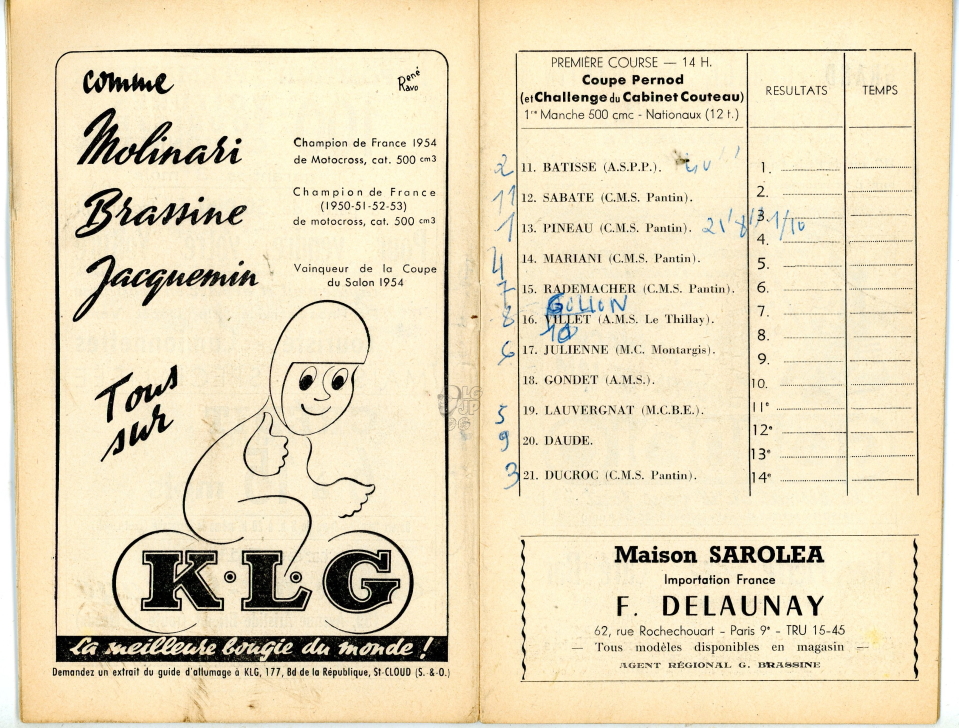 comme
René
Ravo
Molinari
Champion de France 1954
de Motocross, cat. 500 cm3
Brassine
Champion de France
(1950-51-52-53)
de motocross, cat. 500 cm3
Jacquemin
Vainqueur de la Coupe
du Salon 1954
Tous
sur
K·L·G
La meilleure bougie du monde !
Demandez un extrait du guide d'allumage à KLG, 177, Bd de la République, St-CLOUD (S.-&-O.)
PREMIÈRE COURSE — 14 H.
Coupe Pernod
(et Challenge du Cabinet Couteau)
1re Manche 500 cmc - Nationaux (12 t.)
RESULTATS
TEMPS
2 11. BATISSE (A.S.P.P.).
11 12. SABATE (C.M.S. Pantin).
1 13. PINEAU (C.M.S. Pantin). 21'8" 1/10
4 14. MARIANI (C.M.S. Pantin).
7 15. RADEMACHER (C.M.S. Pantin).
GOLLION
8 16. VILLET (A.M.S. Le Thillay).
10
6 17. JULIENNE (M.C. Montargis).
18. GONDET (A.M.S.).
5 19. LAUVERGNAT (M.C.B.E.).
9 20. DAUDE.
3 21. DUCROC (C.M.S. Pantin).
1.
2.
3.
4.
5.
6.
7.
8.
9.
10.
11e
12e
13e
14e
Maison SAROLEA
Importation France
F. DELAUNAY
62, rue Rochechouart - Paris 9e - TRU 15-45
— Tous modèles disponibles en magasin —
AGENT RÉGIONAL G. BRASSINE